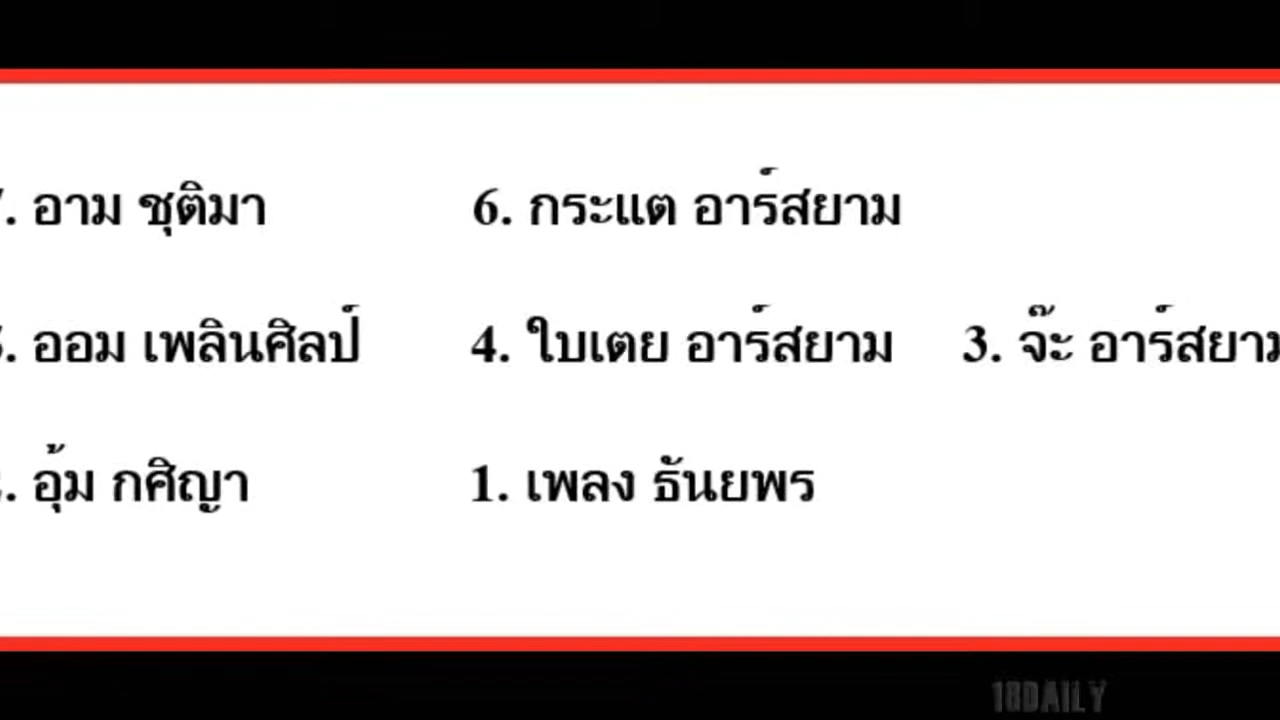 7. อาม ชุติมา 6. กระแต อาร์สยาม
5. ออม เพลินศิลป์ 4. ใบเตย อาร์สยาม 3. จ๊ะ อาร์สยาม
2. อุ้ม กศิญา 1. เพลง ธันยพร
18DAILY